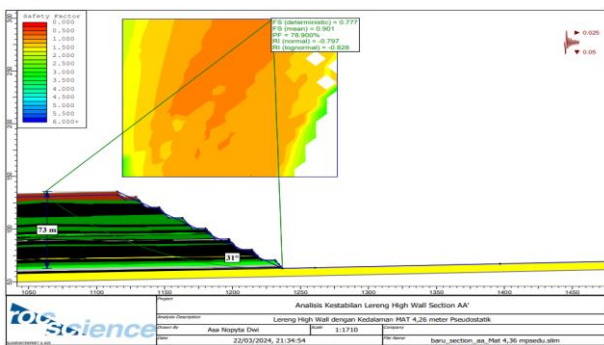 Safety Factor
0.000
0.500
1.000
1.500
2.000
2.500
3.000
3.500
4.000
4.500
5.000
5.500
6.000+
FS (deterministic) = 0.777
FS (mean) = 0.901
PF = 78.900%
RI (normal) = -0.797
RI (lognormal) = -0.828
0.025
0.05
73 m
31°
1050 1100 1150 1200 1250 1300 1350 1400 1450
rocscience
Project
Analisis Kestabilan Lereng High Wall Section AA'
Analysis Description
Lereng High Wall dengan Kedalaman MAT 4,26 meter Pseudostatik
Drawn By Asa Nopyta Dwi Scale 1:1710 Company
Date 22/03/2024, 21:34:54 File Name baru_section_aa_Mat 4,36 mpsedu.slim